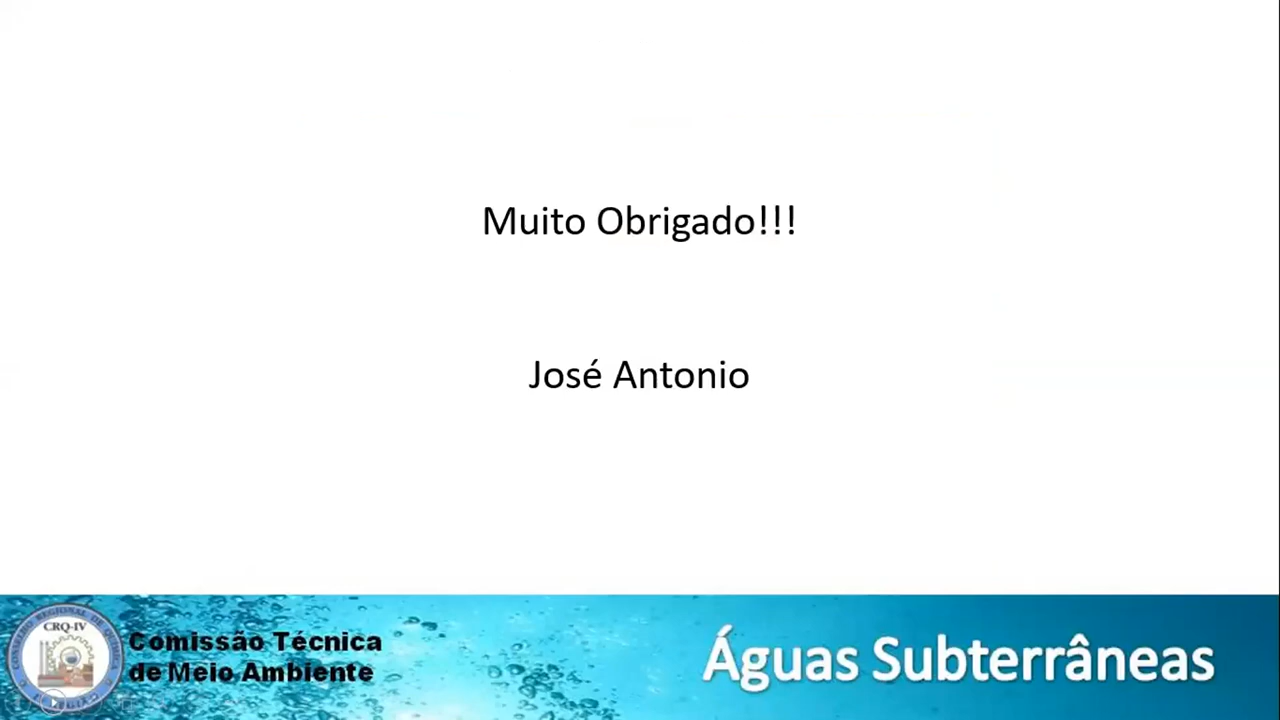 Muito Obrigado!!!
José Antonio
CRQ-IV
Comissão Técnica
de Meio Ambiente
Águas Subterrâneas